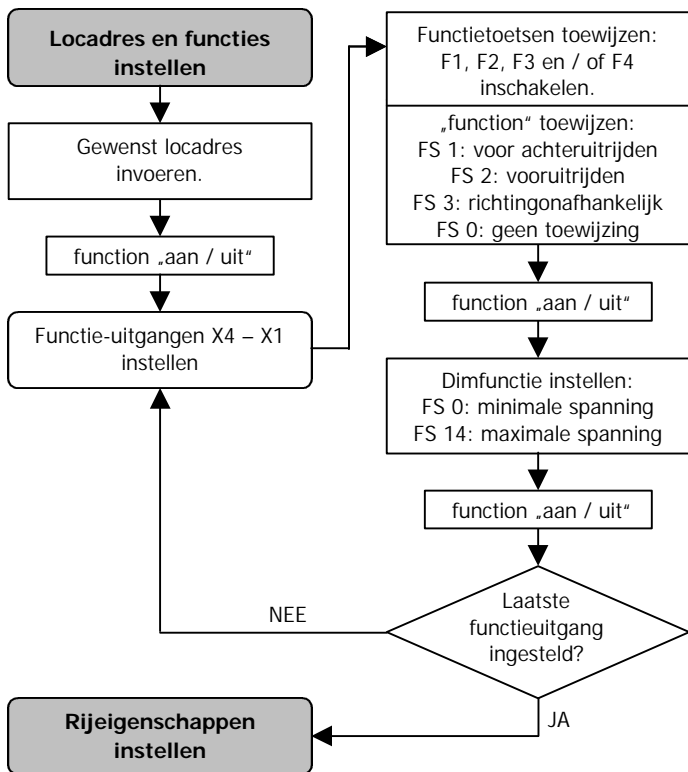 Locadres en functies
instellen
Gewenst locadres
invoeren.
function „aan / uit“
Functie-uitgangen X4 – X1
instellen
Functietoetsen toewijzen:
F1, F2, F3 en / of F4
inschakelen.
„function“ toewijzen:
FS 1: voor achteruitrijden
FS 2: vooruitrijden
FS 3: richtingonafhankelijk
FS 0: geen toewijzing
function „aan / uit“
Dimfunctie instellen:
FS 0: minimale spanning
FS 14: maximale spanning
function „aan / uit“
Laatste
functieuitgang
ingesteld?
NEE
JA
Rijeigenschappen
instellen